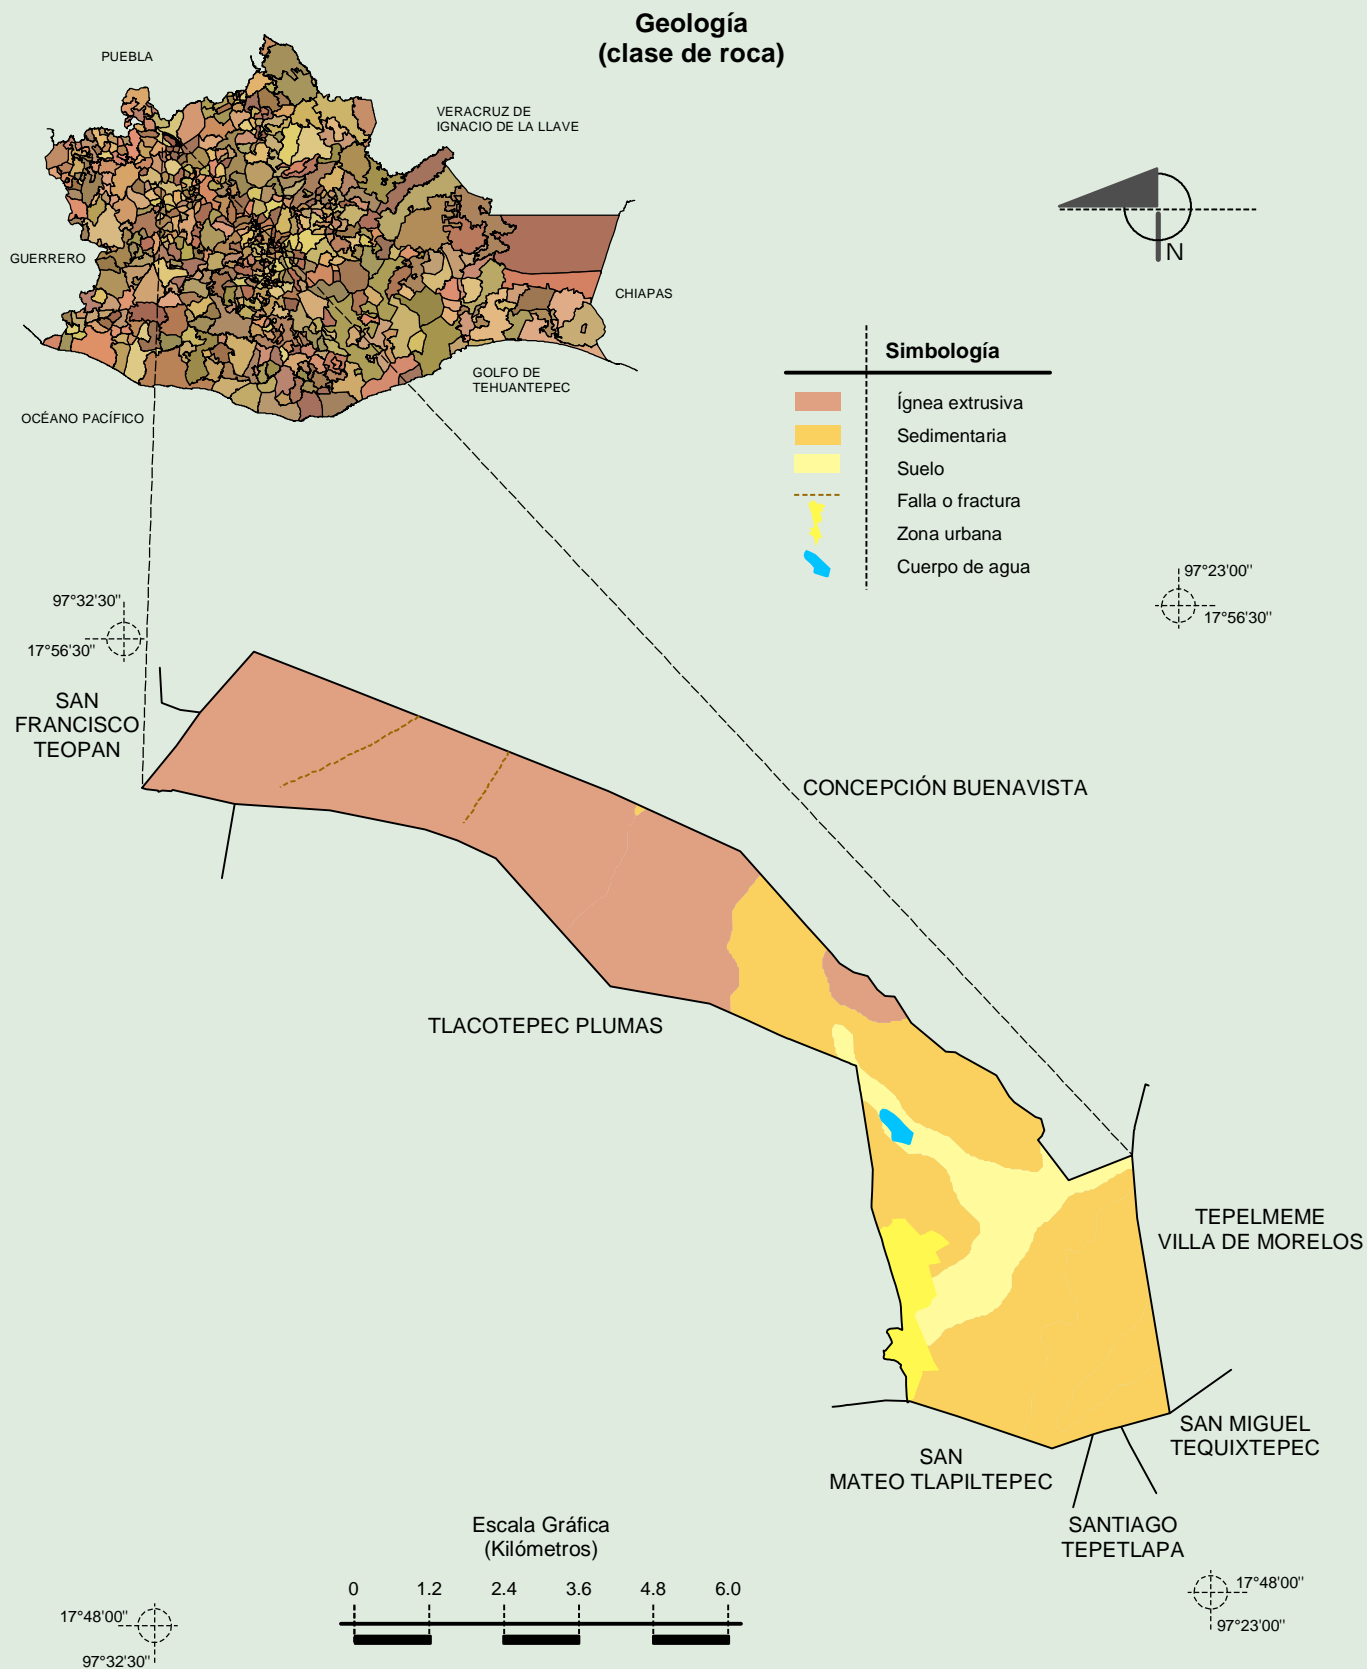 Geología
(clase de roca)
PUEBLA
VERACRUZ DE
IGNACIO DE LA LLAVE
GUERRERO
CHIAPAS
GOLFO DE
TEHUANTEPEC
OCÉANO PACÍFICO
N
Simbología
Ígnea extrusiva
Sedimentaria
Suelo
Falla o fractura
Zona urbana
Cuerpo de agua
97°32'30"
17°56'30"
97°23'00"
17°56'30"
SAN
FRANCISCO
TEOPAN
CONCEPCIÓN BUENAVISTA
TLACOTEPEC PLUMAS
TEPELMEME
VILLA DE MORELOS
SAN MIGUEL
TEQUIXTEPEC
SAN
MATEO TLAPILTEPEC
SANTIAGO
TEPETLAPA
Escala Gráfica
(Kilómetros)
0 1.2 2.4 3.6 4.8 6.0
17°48'00"
97°32'30"
17°48'00"
97°23'00"